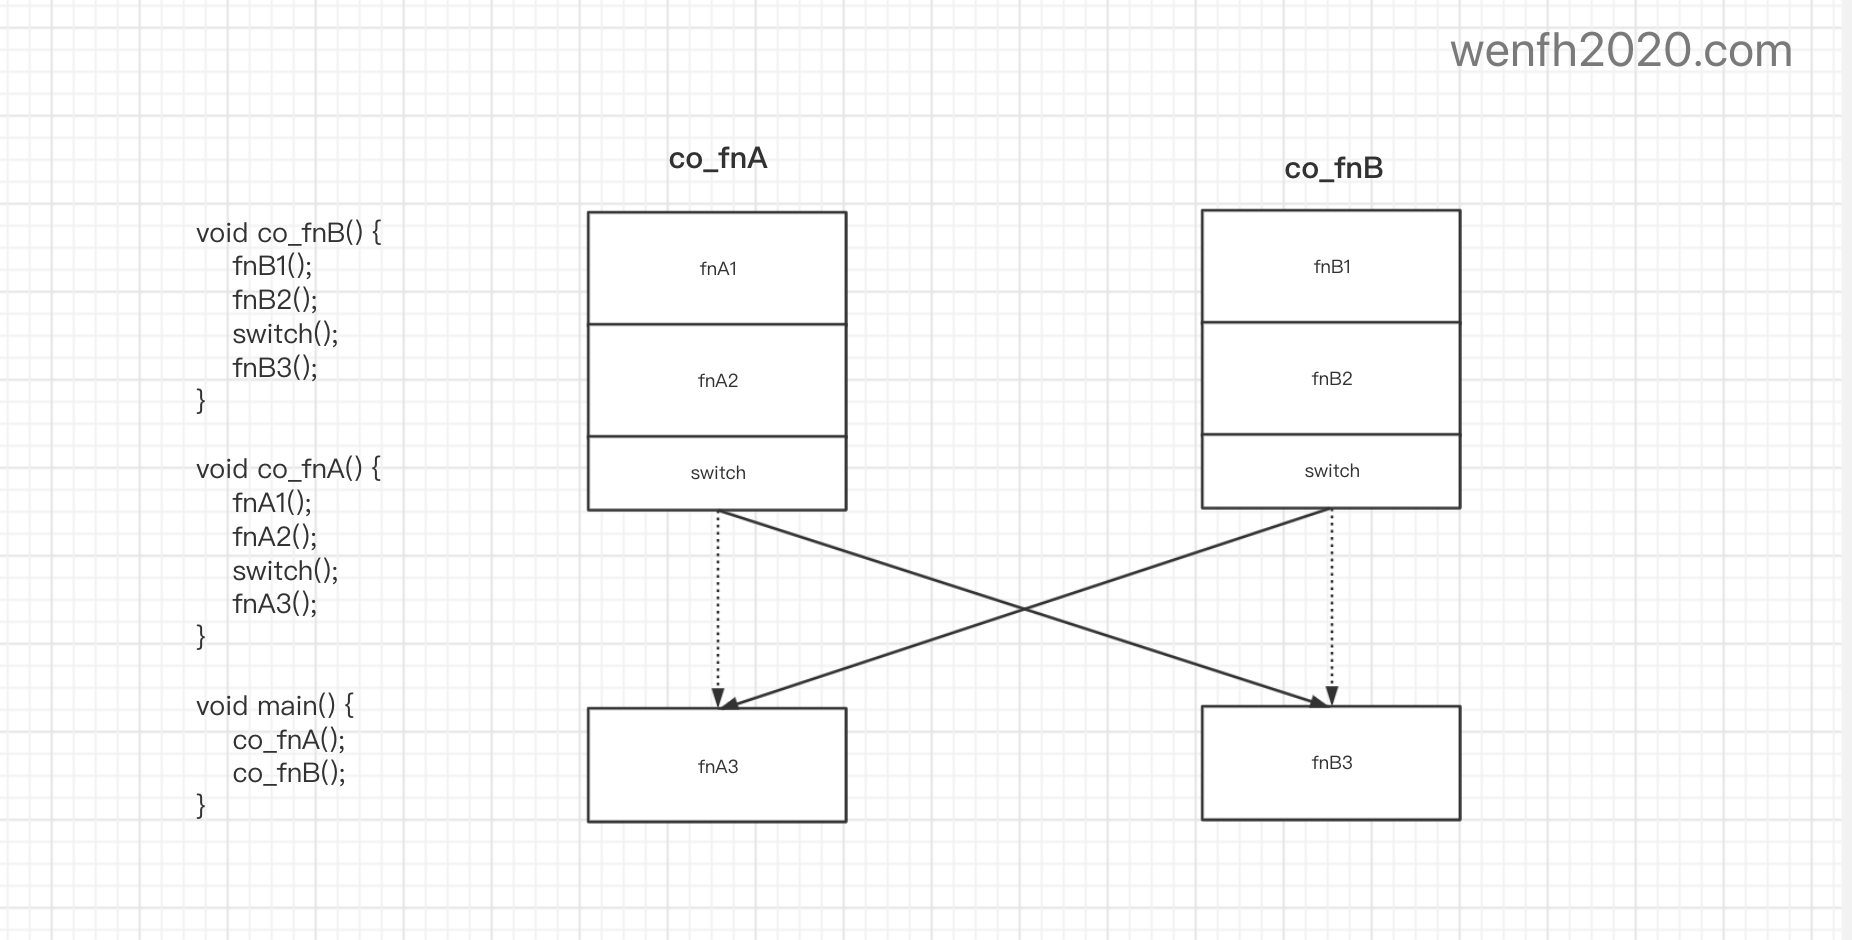 wenfh2020.com
void co_fnB() {
fnB1();
fnB2();
switch();
fnB3();
}
void co_fnA() {
fnA1();
fnA2();
switch();
fnA3();
}
void main() {
co_fnA();
co_fnB();
}
co_fnA
fnA1
fnA2
switch
fnA3
co_fnB
fnB1
fnB2
switch
fnB3